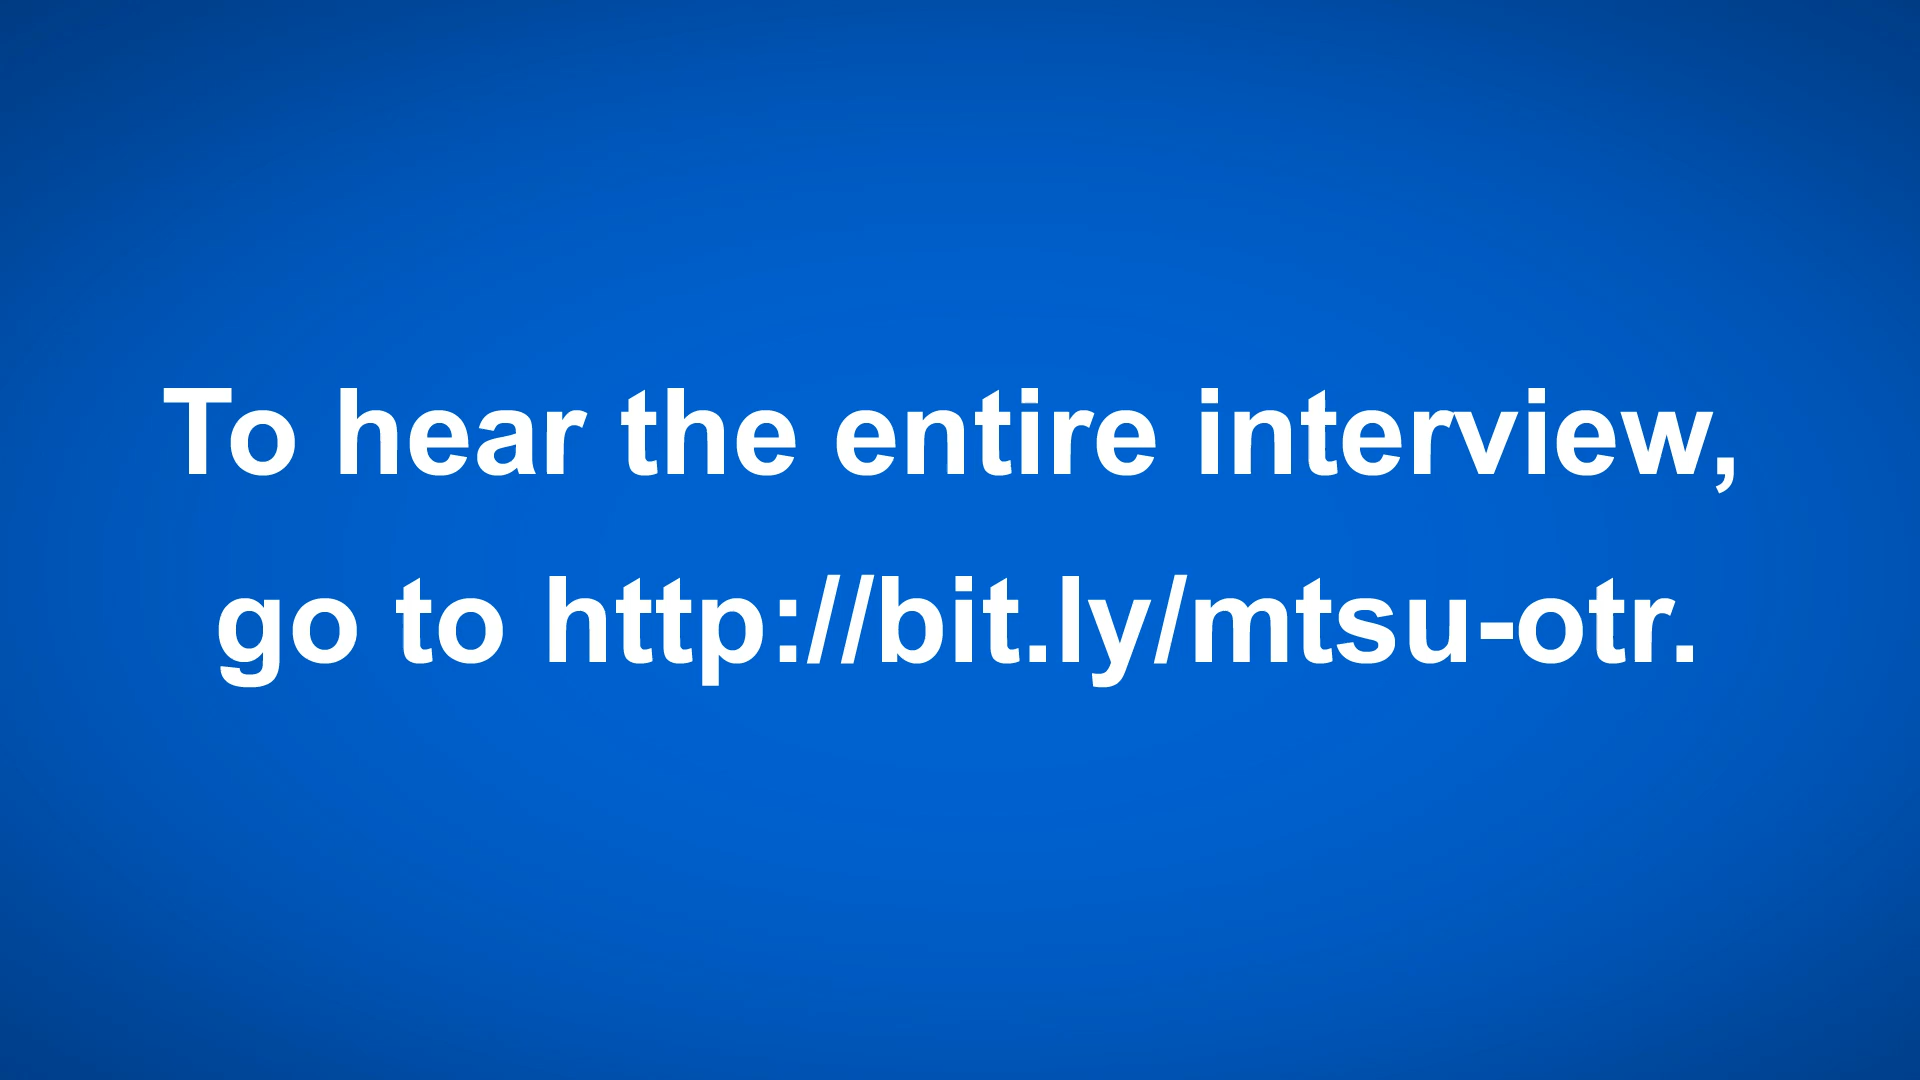 To hear the entire interview,
go to http://bit.ly/mtsu-otr.